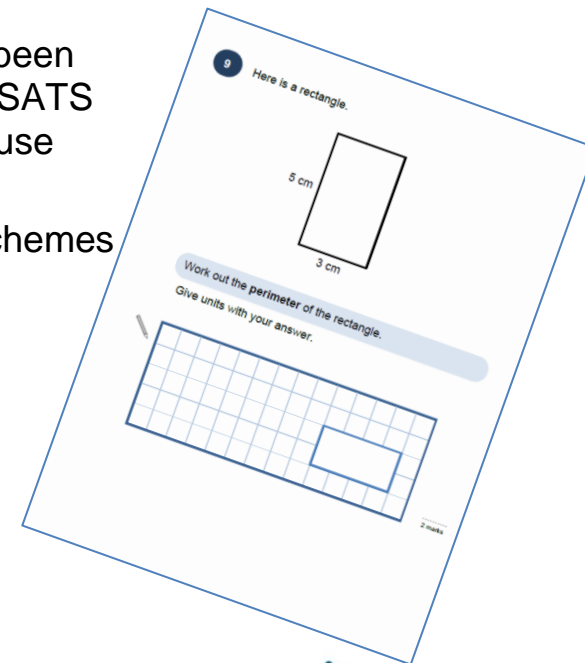 been
SATS
use
chemes
9
Here is a rectangle.
5 cm
3 cm
Work out the perimeter of the rectangle.
Give units with your answer.
2 marks